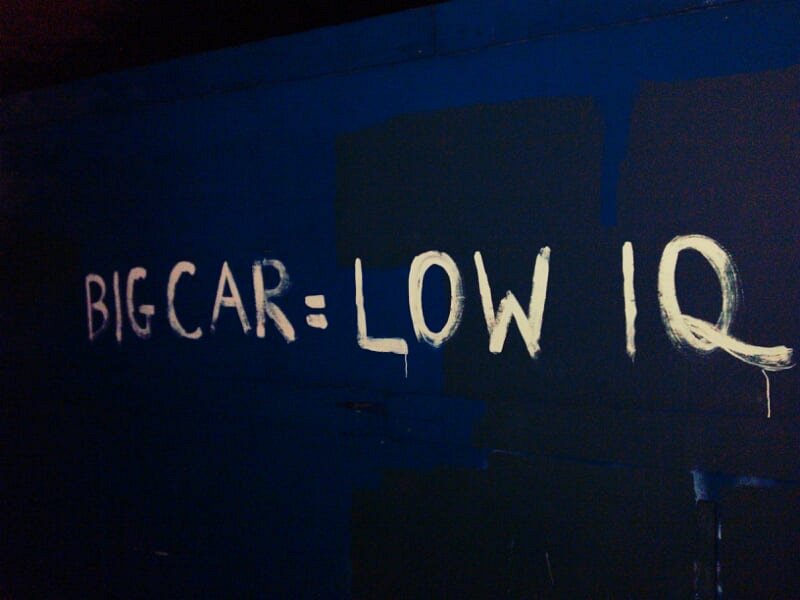 BIG CAR = LOW IQ